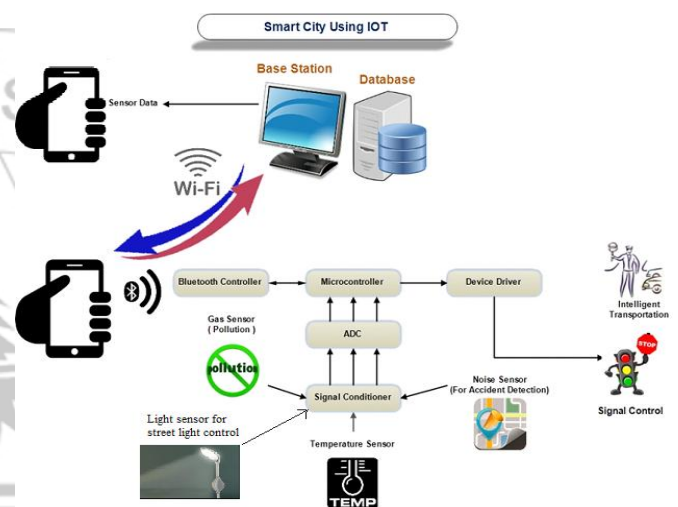 Smart City Using IOT
Base Station
Database
Sensor Data
Wi-Fi
Bluetooth Controller
Microcontroller
Device Driver
Intelligent
Transportation
Gas Sensor
( Pollution )
ADC
STOP
pollution
Signal Conditioner
Noise Sensor
(For Accident Detection)
Signal Control
Light sensor for
street light control
Temperature Sensor
TEMP